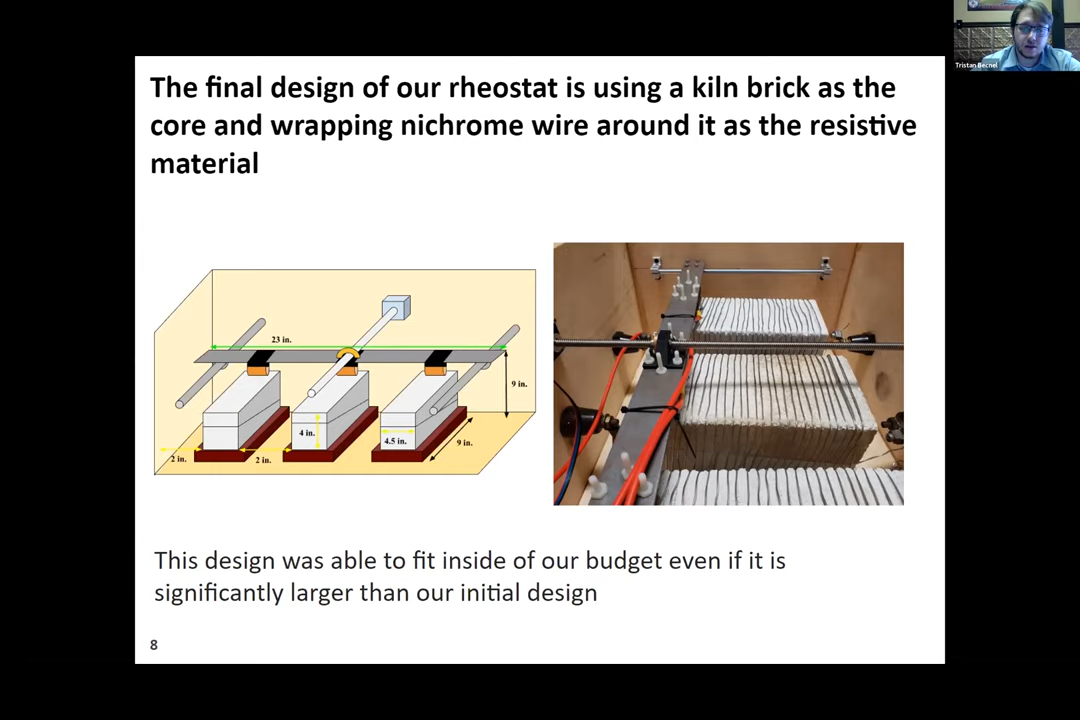 Tristan Becnel
The final design of our rheostat is using a kiln brick as the
core and wrapping nichrome wire around it as the resistive
material
23 in.
9 in.
4 in.
4.5 in.
9 in.
2 in.
2 in.
This design was able to fit inside of our budget even if it is
significantly larger than our initial design
8